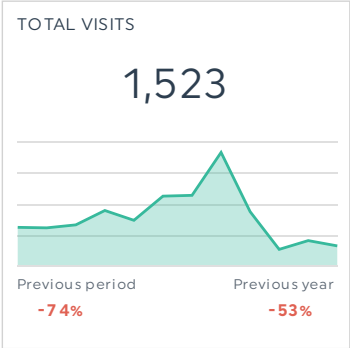 TOTAL VISITS
1,523
Previous period
Previous year
-74%
-53%